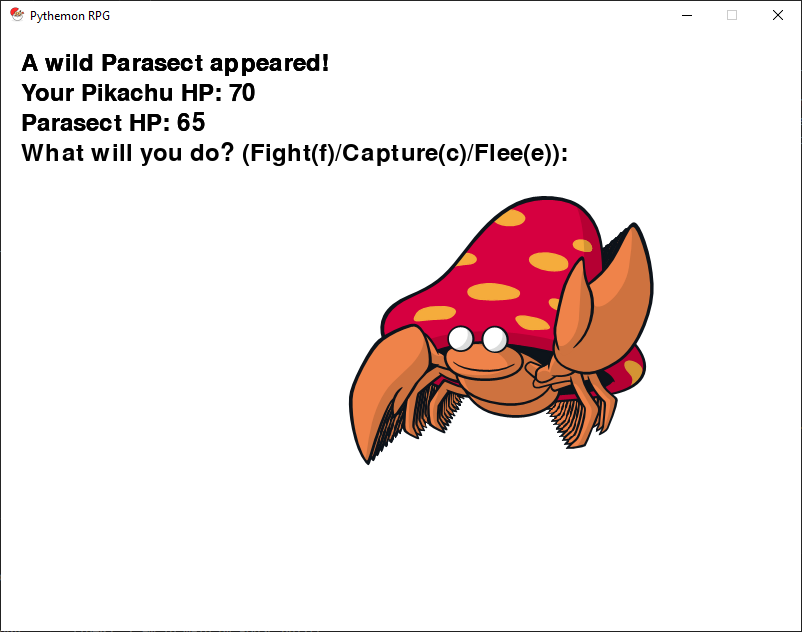 Pythemon RPG
A wild Parasect appeared!
Your Pikachu HP: 70
Parasect HP: 65
What will you do? (Fight(f)/Capture(c)/Flee(e)):